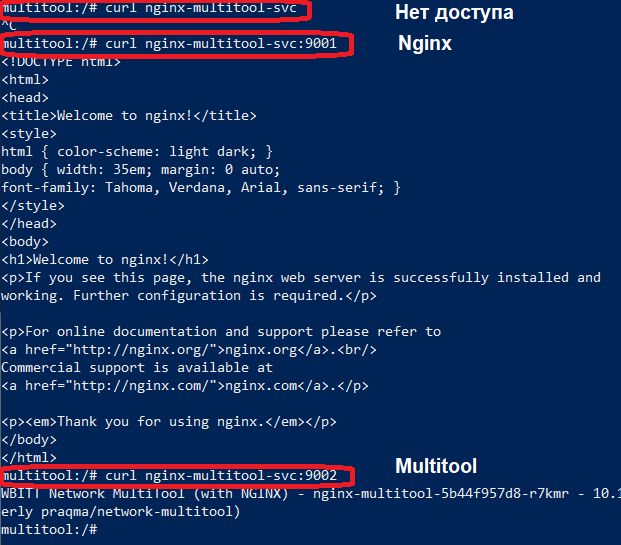 multitool:/# curl nginx-multitool-svc
Нет доступа
^C
multitool:/# curl nginx-multitool-svc:9001
Nginx
<!DOCTYPE html>
<html>
<head>
<title>Welcome to nginx!</title>
<style>
html { color-scheme: light dark; }
body { width: 35em; margin: 0 auto;
font-family: Tahoma, Verdana, Arial, sans-serif; }
</style>
</head>
<body>
<h1>Welcome to nginx!</h1>
<p>If you see this page, the nginx web server is successfully installed and
working. Further configuration is required.</p>
<p>For online documentation and support please refer to
<a href="http://nginx.org/">nginx.org</a>.<br/>
Commercial support is available at
<a href="http://nginx.com/">nginx.com</a>.</p>
<p><em>Thank you for using nginx.</em></p>
</body>
</html>
Multitool
multitool:/# curl nginx-multitool-svc:9002
WBITT Network MultiTool (with NGINX) - nginx-multitool-5b44f957d8-r7kmr - 10.1
erly praqma/network-multitool)
multitool:/#